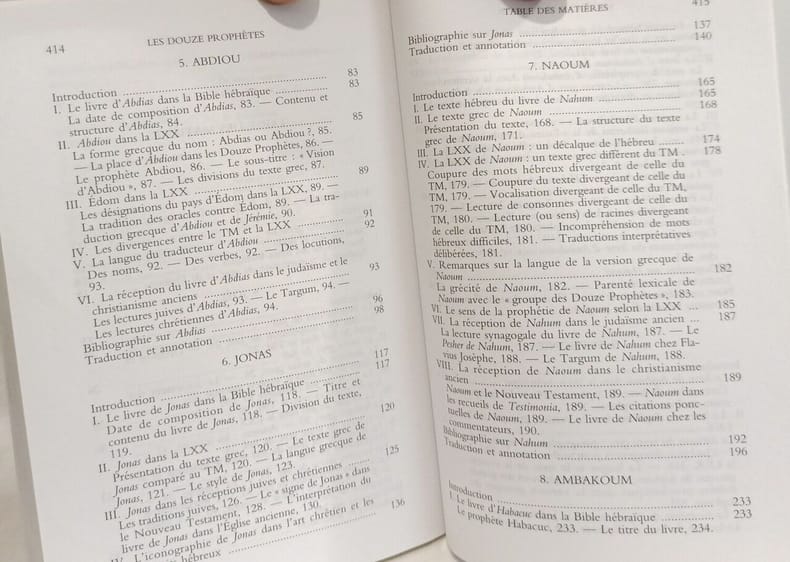 414
LES DOUZE PROPHÈTES
5. ABDIOU
Introduction ........ 83
I. Le livre d'Abdias dans la Bible hébraïque ........ 83
La date de composition d'Abdias, 83. — Contenu et
structure d'Abdias, 84.
II. Abdiou dans la LXX ........ 85
La forme grecque du nom : Abdias ou Abdiou ?, 85.
— La place d'Abdiou dans les Douze Prophètes, 86. —
Le prophète Abdiou, 86. — Le sous-titre : « Vision
d'Abdiou », 87. — Les divisions du texte grec, 87.
III. Édom dans la LXX ........ 89
Les désignations du pays d'Édom dans la LXX, 89. —
La tradition des oracles contre Édom, 89. — La tra-
duction grecque d'Abdiou et de Jérémie, 90.
IV. Les divergences entre le TM et la LXX ........ 91
V. La langue du traducteur d'Abdiou ........ 92
Des noms, 92. — Des verbes, 92. — Des locutions,
93.
VI. La réception du livre d'Abdias dans le judaïsme et le
christianisme anciens ........ 93
Les lectures juives d'Abdias, 93. — Le Targum, 94. —
Les lectures chrétiennes d'Abdias, 94.
Bibliographie sur Abdias ........ 96
Traduction et annotation ........ 98
6. JONAS
Introduction ........ 117
I. Le livre de Jonas dans la Bible hébraïque ........ 117
Date de composition de Jonas, 118. — Titre et
contenu du livre de Jonas, 118. — Division du texte,
119.
II. Jonas dans la LXX ........ 120
Présentation du texte grec, 120. — Le texte grec de
Jonas comparé au TM, 120. — La langue grecque de
Jonas, 121. — Le style de Jonas, 123.
III. Jonas dans les réceptions juives et chrétiennes ........ 125
Les traditions juives, 126. — Le « signe de Jonas » dans
le Nouveau Testament, 128. — L'interprétation du
livre de Jonas dans l'Église ancienne, 130.
IV. L'iconographie de Jonas dans l'art chrétien et les
hébreux ........ 136
TABLE DES MATIÈRES
415
Bibliographie sur Jonas ........ 137
Traduction et annotation ........ 140
7. NAOUM
Introduction ........ 165
I. Le texte hébreu du livre de Nahum ........ 165
II. Le texte grec de Naoum ........ 168
Présentation du texte, 168. — La structure du texte
grec de Naoum, 171.
III. La LXX de Naoum : un décalque de l'hébreu ........ 174
IV. La LXX de Naoum : un texte grec différent du TM . 178
Coupure des mots hébreux divergeant de celle du
TM, 179. — Coupure du texte divergeant de celle du
TM, 179. — Vocalisation divergeant de celle du TM,
179. — Lecture de consonnes divergeant de celle du
TM, 180. — Lecture (ou sens) de racines divergeant
de celle du TM, 180. — Incompréhension de mots
hébreux difficiles, 181. — Traductions interprétatives
délibérées, 181.
V. Remarques sur la langue de la version grecque de
Naoum ........ 182
La grécité de Naoum, 182. — Parenté lexicale de
Naoum avec le « groupe des Douze Prophètes », 183.
VI. Le sens de la prophétie de Naoum selon la LXX ... 185
VII. La réception de Nahum dans le judaïsme ancien ... 187
La lecture synagogale du livre de Nahum, 187. — Le
Pesher de Nahum, 187. — Le livre de Nahum chez Fla-
vius Josèphe, 188. — Le Targum de Nahum, 188.
VIII. La réception de Naoum dans le christianisme
ancien ........ 189
Naoum et le Nouveau Testament, 189. — Naoum dans
les recueils de Testimonia, 189. — Les citations ponc-
tuelles de Naoum, 189. — Le livre de Naoum chez les
commentateurs, 190.
Bibliographie sur Nahum ........ 192
Traduction et annotation ........ 196
8. AMBAKOUM
Introduction ........ 233
I. Le livre d'Habacuc dans la Bible hébraïque ........ 233
Le prophète Habacuc, 233. — Le titre du livre, 234.